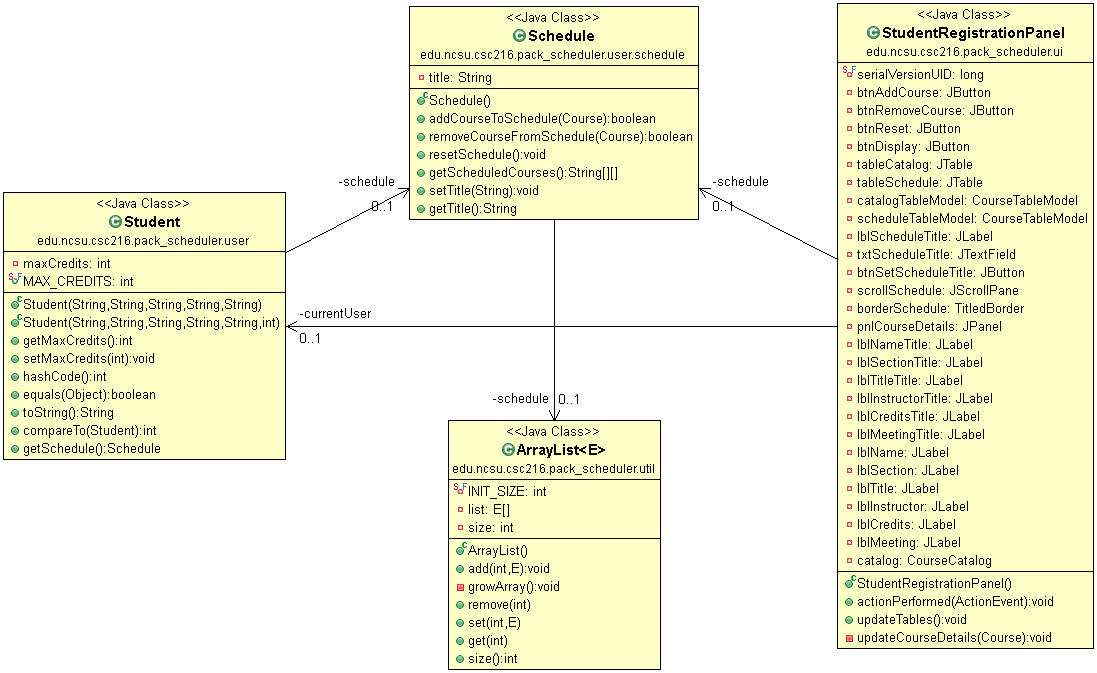 <<Java Class>>
Schedule
edu.ncsu.csc216.pack_scheduler.user.schedule
title: String
Schedule()
addCourseToSchedule(Course):boolean
removeCourseFromSchedule(Course):boolean
resetSchedule():void
getScheduledCourses():String[][]
setTitle(String):void
getTitle():String
-schedule
0..1
-schedule
0..1
<<Java Class>>
Student
edu.ncsu.csc216.pack_scheduler.user
maxCredits: int
MAX_CREDITS: int
Student(String,String,String,String,String)
Student(String,String,String,String,String,int)
getMaxCredits():int
setMaxCredits(int):void
hashCode():int
equals(Object):boolean
toString():String
compareTo(Student):int
getSchedule():Schedule
-currentUser
0..1
-schedule
0..1
<<Java Class>>
ArrayList<E>
edu.ncsu.csc216.pack_scheduler.util
INIT_SIZE: int
list: E[]
size: int
ArrayList()
add(int,E):void
growArray():void
remove(int)
set(int,E)
get(int)
size():int
<<Java Class>>
StudentRegistrationPanel
edu.ncsu.csc216.pack_scheduler.ui
serialVersionUID: long
btnAddCourse: JButton
btnRemoveCourse: JButton
btnReset: JButton
btnDisplay: JButton
tableCatalog: JTable
tableSchedule: JTable
catalogTableModel: CourseTableModel
scheduleTableModel: CourseTableModel
lblScheduleTitle: JLabel
txtScheduleTitle: JTextField
btnSetScheduleTitle: JButton
scrollSchedule: JScrollPane
borderSchedule: TitledBorder
pnlCourseDetails: JPanel
lblNameTitle: JLabel
lblSectionTitle: JLabel
lblTitleTitle: JLabel
lblInstructorTitle: JLabel
lblCreditsTitle: JLabel
lblMeetingTitle: JLabel
lblName: JLabel
lblSection: JLabel
lblTitle: JLabel
lblInstructor: JLabel
lblCredits: JLabel
lblMeeting: JLabel
catalog: CourseCatalog
StudentRegistrationPanel()
actionPerformed(ActionEvent):void
updateTables():void
updateCourseDetails(Course):void